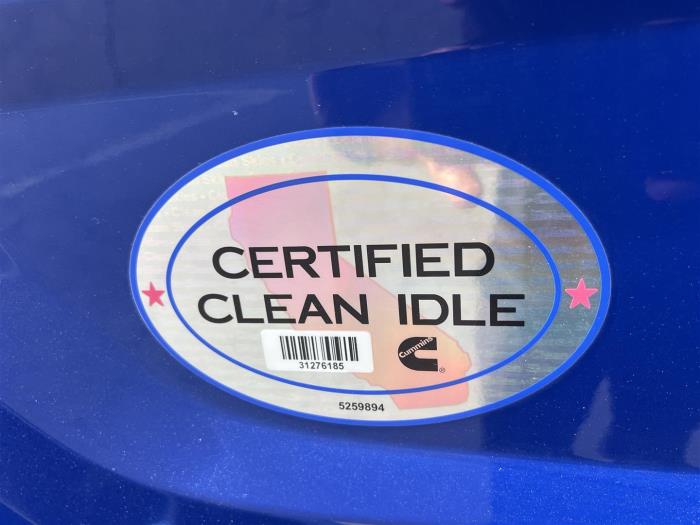 CERTIFIED
CLEAN IDLE
31276185
Cummins
5259894